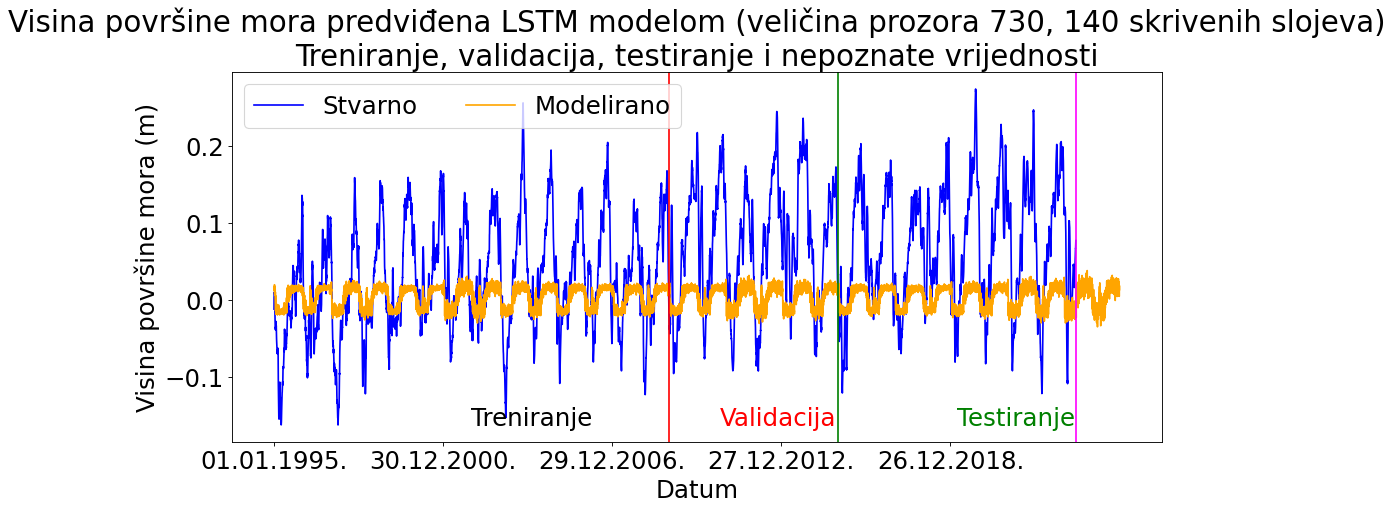 Visina površine mora predviđena LSTM modelom (veličina prozora 730, 140 skrivenih slojeva)
Treniranje, validacija, testiranje i nepoznate vrijednosti
Stvarno
Modelirano
Visina površine mora (m)
0.2
0.1
0.0
−0.1
Treniranje
Validacija
Testiranje
01.01.1995.
30.12.2000.
29.12.2006.
27.12.2012.
26.12.2018.
Datum